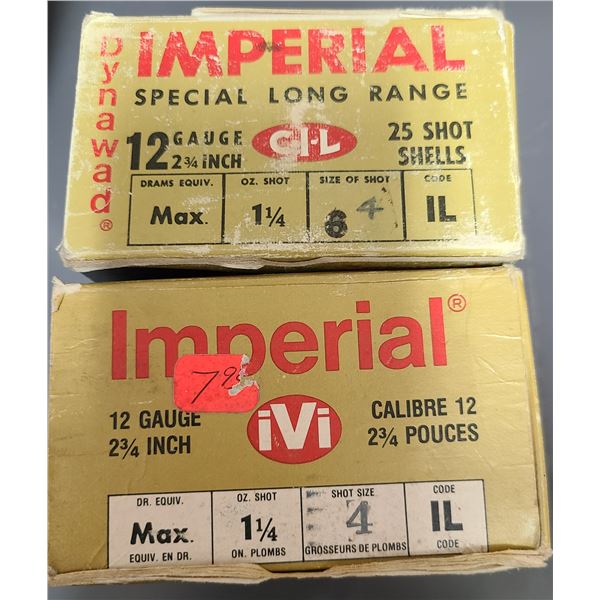 Dynawad®
IMPERIAL
SPECIAL LONG RANGE
12 GAUGE 2¾ INCH
C-I-L
25 SHOT SHELLS
DRAMS EQUIV. OZ. SHOT SIZE OF SHOT CODE
Max. 1¼ 6 4 IL
Imperial®
7.95
12 GAUGE iVi CALIBRE 12
2¾ INCH 2¾ POUCES
DR. EQUIV. OZ. SHOT SHOT SIZE CODE
Max. 1¼ 4 IL
EQUIV. EN DR. ON. PLOMBS GROSSEURS DE PLOMBS CODE